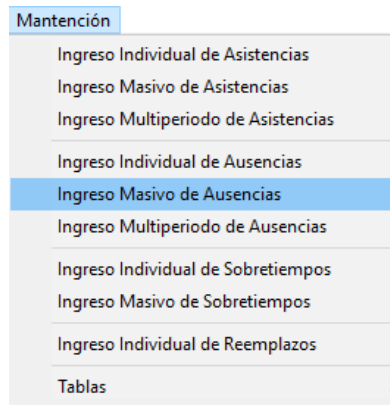 Mantención
Ingreso Individual de Asistencias
Ingreso Masivo de Asistencias
Ingreso Multiperiodo de Asistencias
Ingreso Individual de Ausencias
Ingreso Masivo de Ausencias
Ingreso Multiperiodo de Ausencias
Ingreso Individual de Sobretiempos
Ingreso Masivo de Sobretiempos
Ingreso Individual de Reemplazos
Tablas